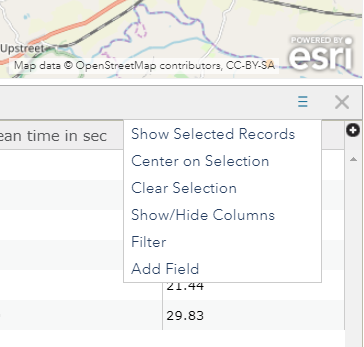 Upstreet
POWERED BY
esri
Map data © OpenStreetMap contributors, CC-BY-SA
ean time in sec
Show Selected Records
Center on Selection
Clear Selection
Show/Hide Columns
Filter
Add Field
21.44
29.83